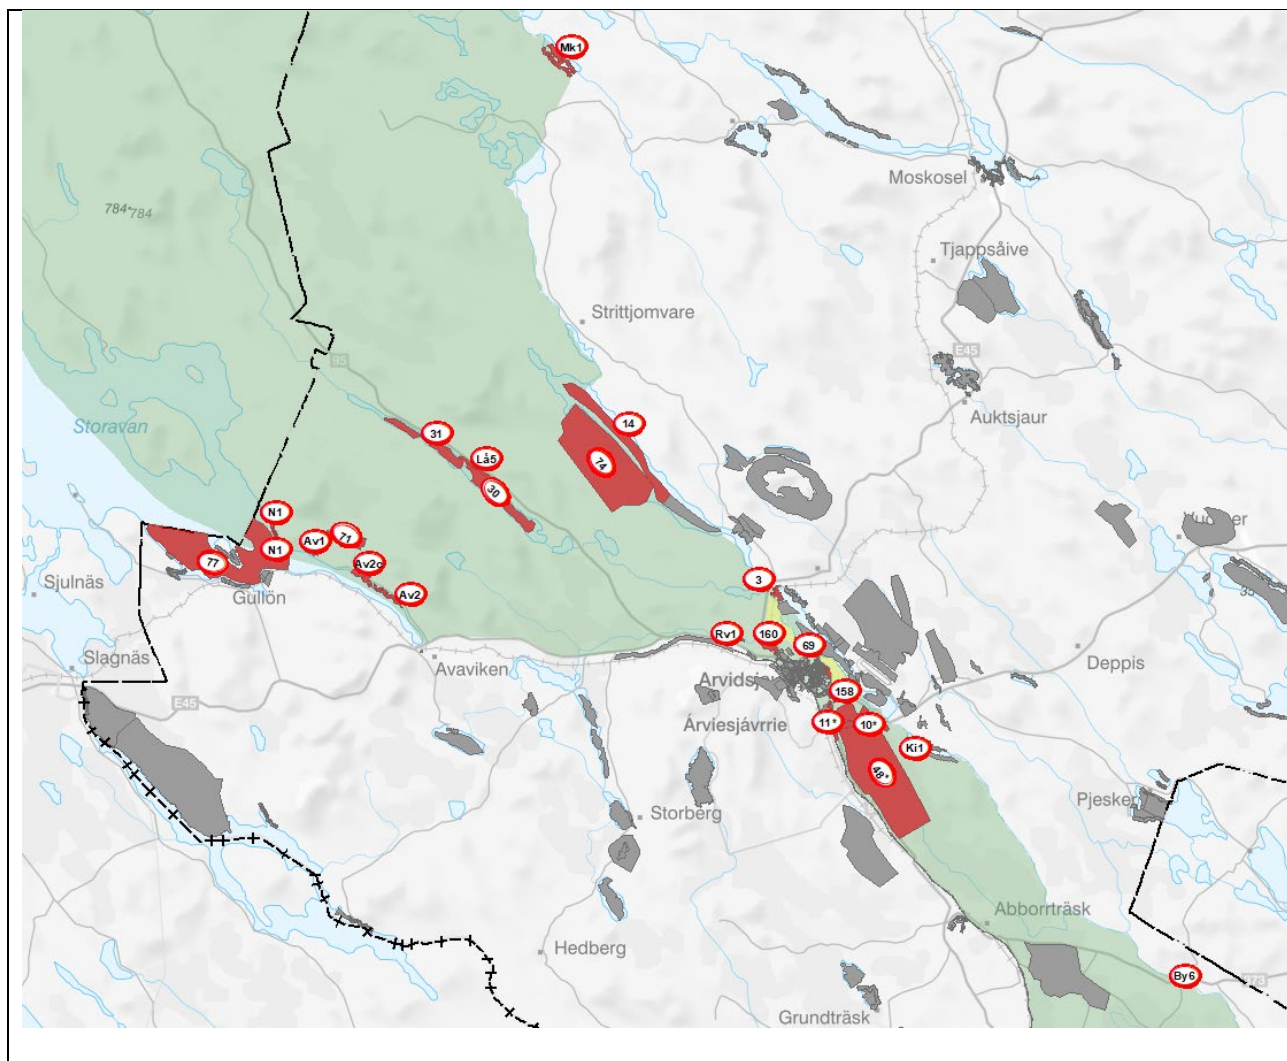 Mk1
Moskosel
784*784
Tjappsåive
Strittjomvare
95
E45
Auktsjaur
14
31
Storavan
Lå5
74
30
N1
71
Av1
N1
77
Av2c
Sjulnäs
3
Av2
Gullön
Rv1
160
69
Slagnäs
Avaviken
Deppis
158
E45
11*
10*
Árviesjávrrie
Ki1
48*
Pjesker
Storberg
Abborrträsk
Hedberg
By6
Grundträsk